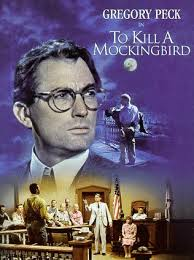 GREGORY PECK
IN
TO KILL A
MOCKINGBIRD